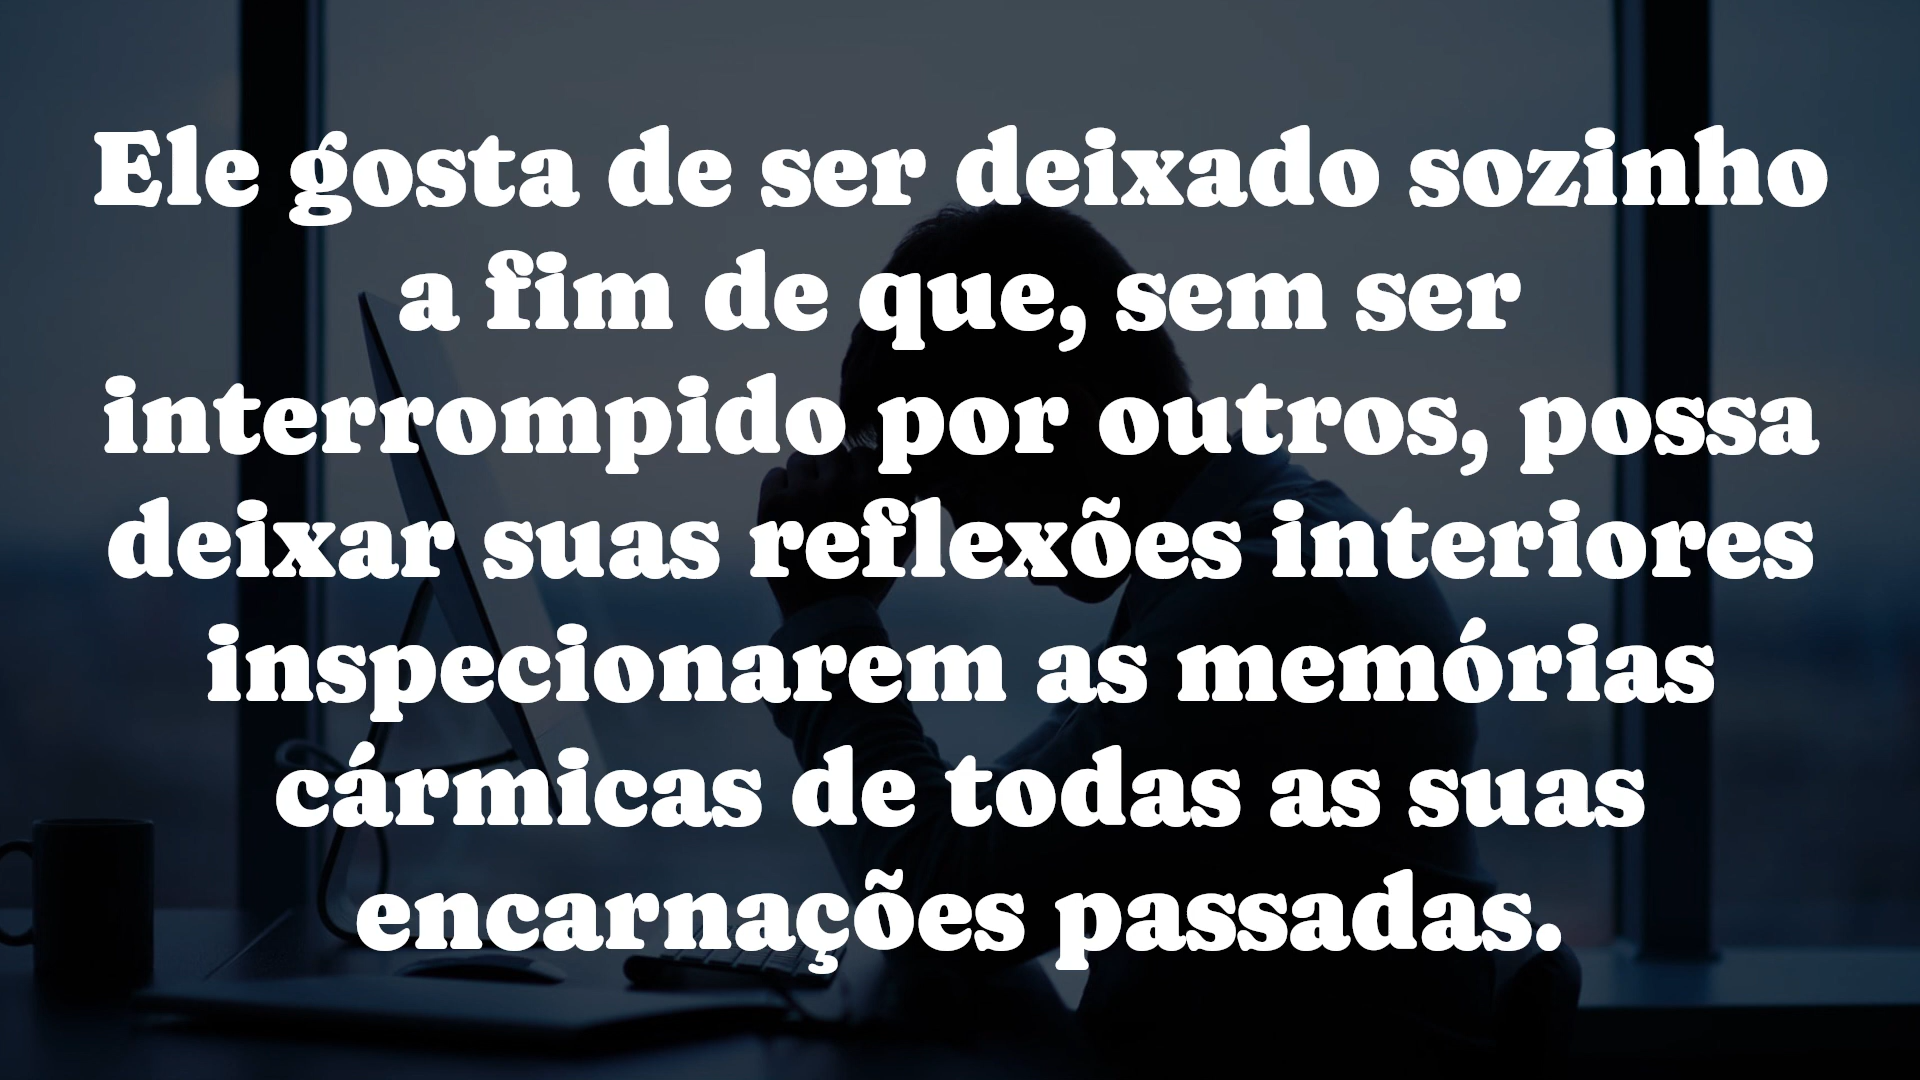 Ele gosta de ser deixado sozinho
a fim de que, sem ser
interrompido por outros, possa
deixar suas reflexões interiores
inspecionarem as memórias
cármicas de todas as suas
encarnações passadas.